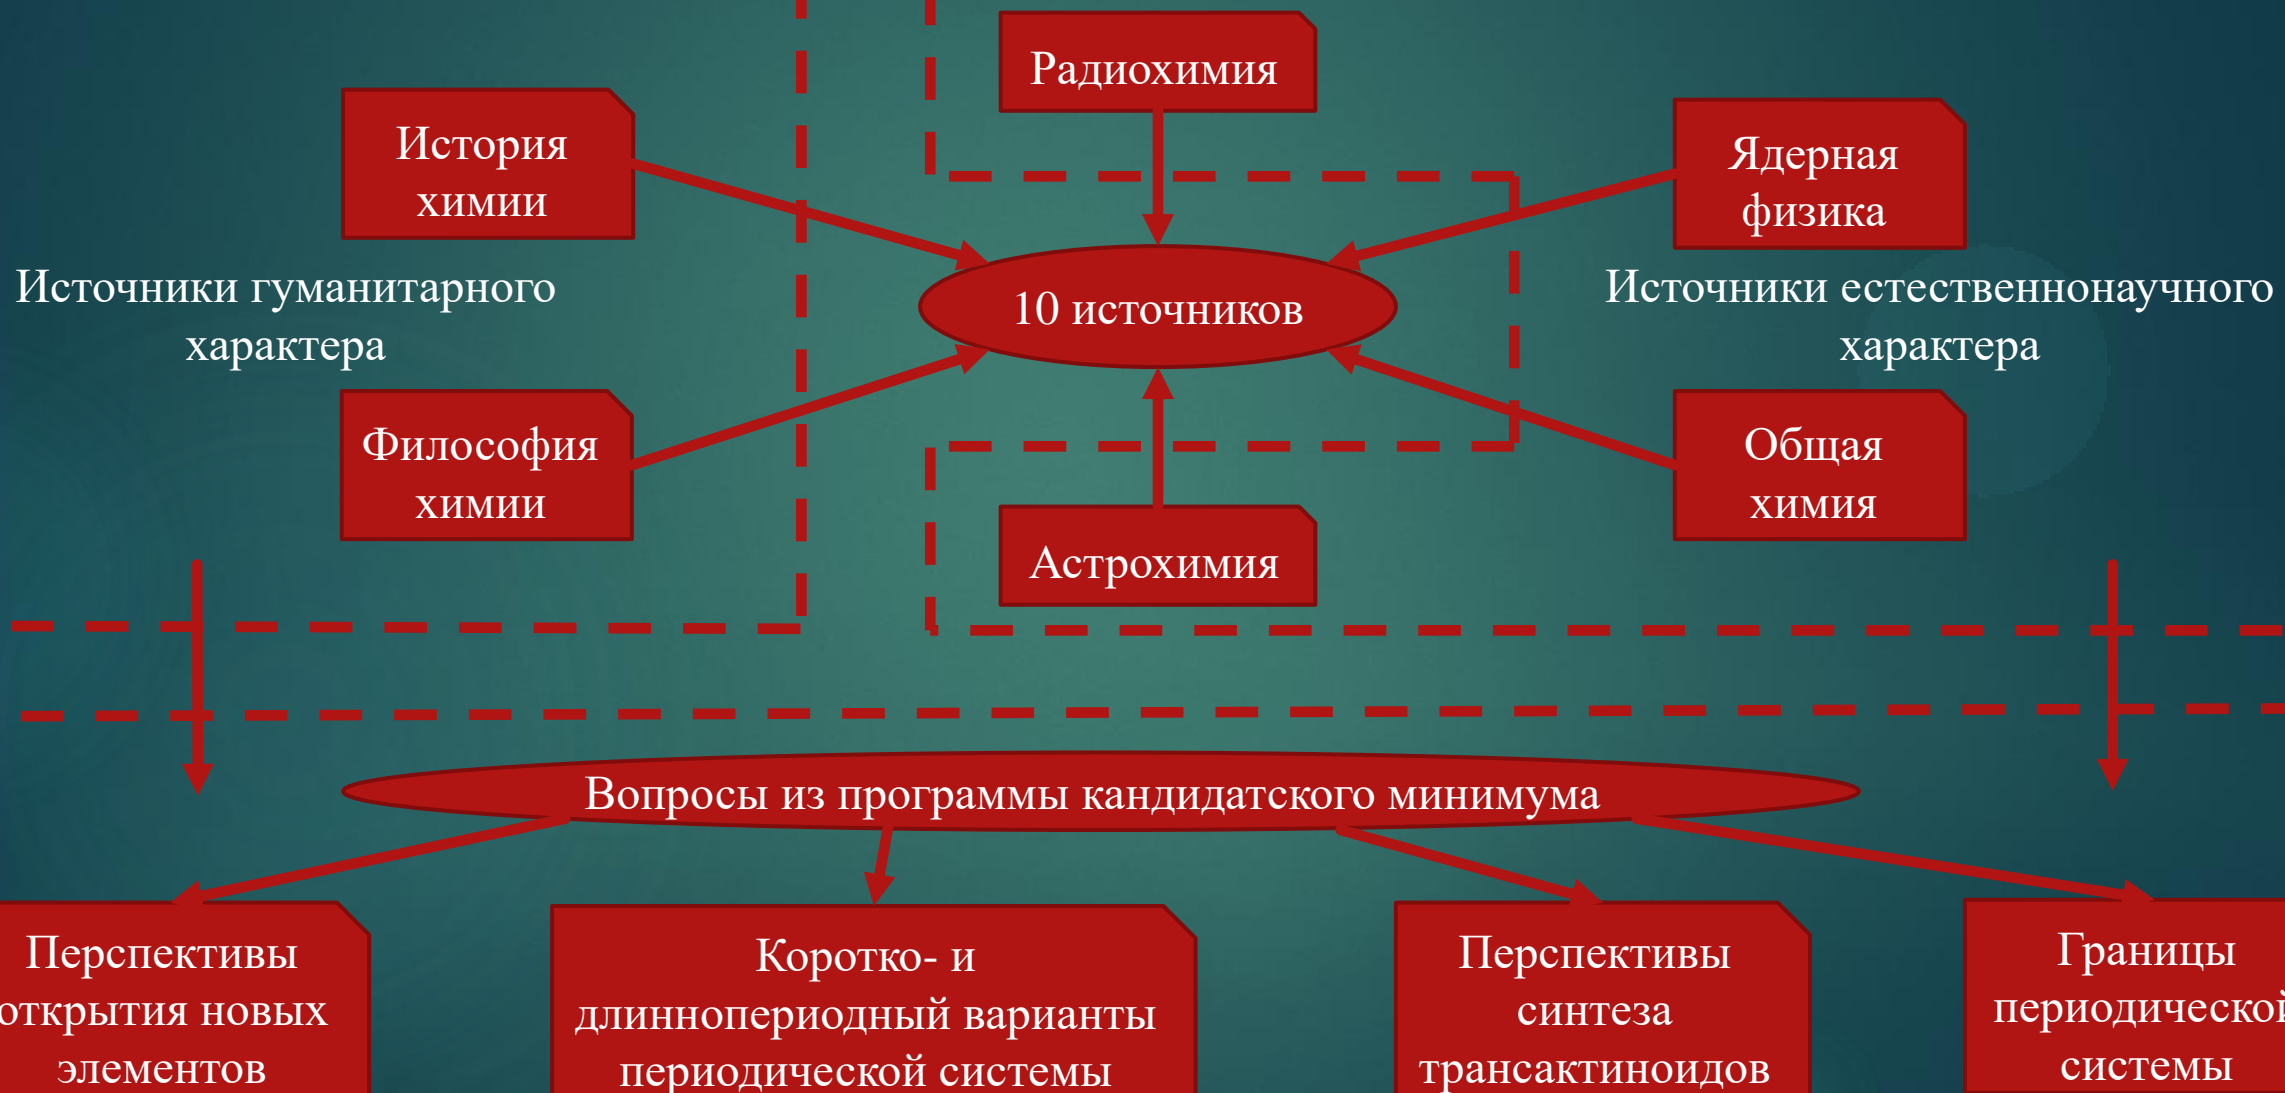 Радиохимия
История
химии
Ядерная
физика
Источники гуманитарного
характера
10 источников
Источники естественнонаучного
характера
Философия
химии
Общая
химия
Астрохимия
Вопросы из программы кандидатского минимума
Перспективы
открытия новых
элементов
Коротко- и
длиннопериодный варианты
периодической системы
Перспективы
синтеза
трансактиноидов
Границы
периодической
системы